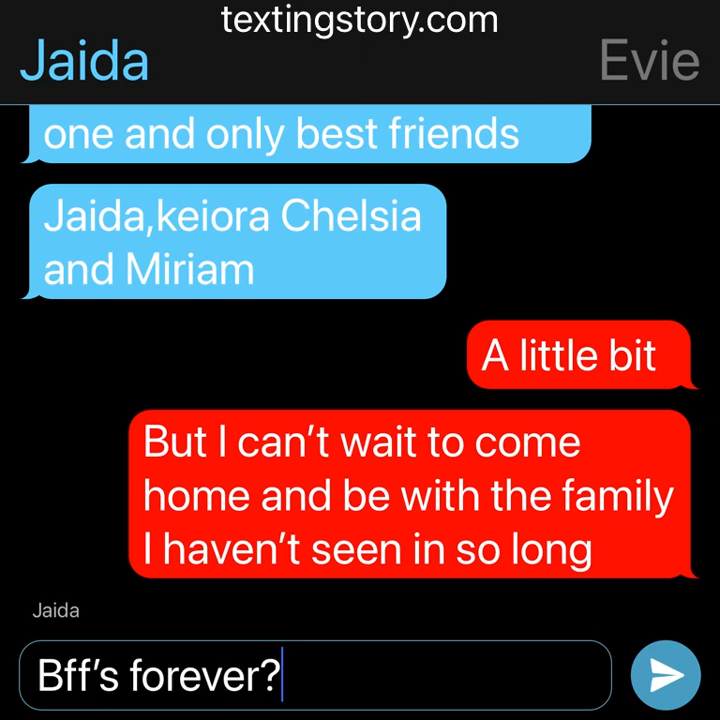 textingstory.com
Jaida
Evie
one and only best friends
Jaida,keiora Chelsia
and Miriam
A little bit
But I can’t wait to come
home and be with the family
I haven’t seen in so long
Jaida
Bff’s forever?